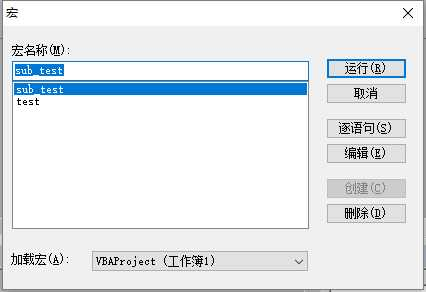 宏
宏名称(M):
sub_test
sub_test
test
运行(R)
取消
逐语句(S)
编辑(E)
创建(C)
删除(D)
加载宏(A):
VBAProject (工作簿1)